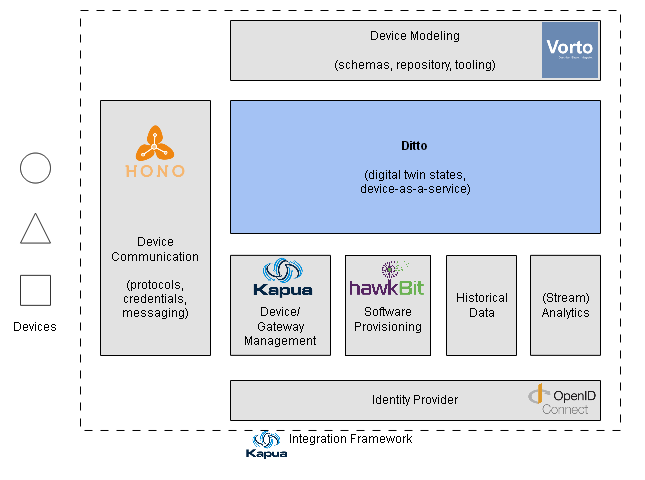 Device Modeling
(schemas, repository, tooling)
Vorto
HONO
Device
Communication
(protocols,
credentials,
messaging)
Ditto
(digital twin states,
device-as-a-service)
Devices
Kapua
Device/
Gateway
Management
hawkBit
Software
Provisioning
Historical
Data
(Stream)
Analytics
Identity Provider
OpenID
Connect
Kapua
Integration Framework